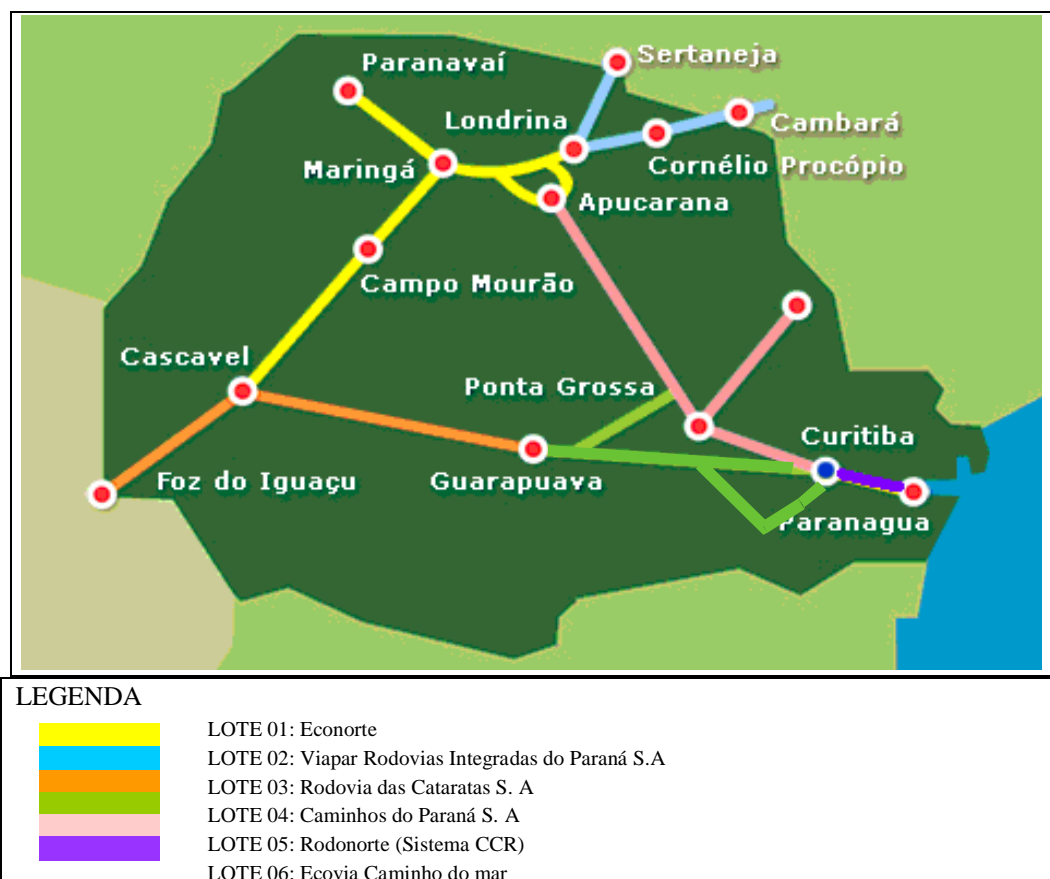 Sertaneja
Paranavaí
Londrina
Cambará
Maringá
Cornélio Procópio
Apucarana
Campo Mourão
Cascavel
Ponta Grossa
Curitiba
Foz do Iguaçu
Guarapuava
Paranagua
LEGENDA
LOTE 01: Econorte
LOTE 02: Viapar Rodovias Integradas do Paraná S.A
LOTE 03: Rodovia das Cataratas S. A
LOTE 04: Caminhos do Paraná S. A
LOTE 05: Rodonorte (Sistema CCR)
LOTE 06: Ecovia Caminho do mar